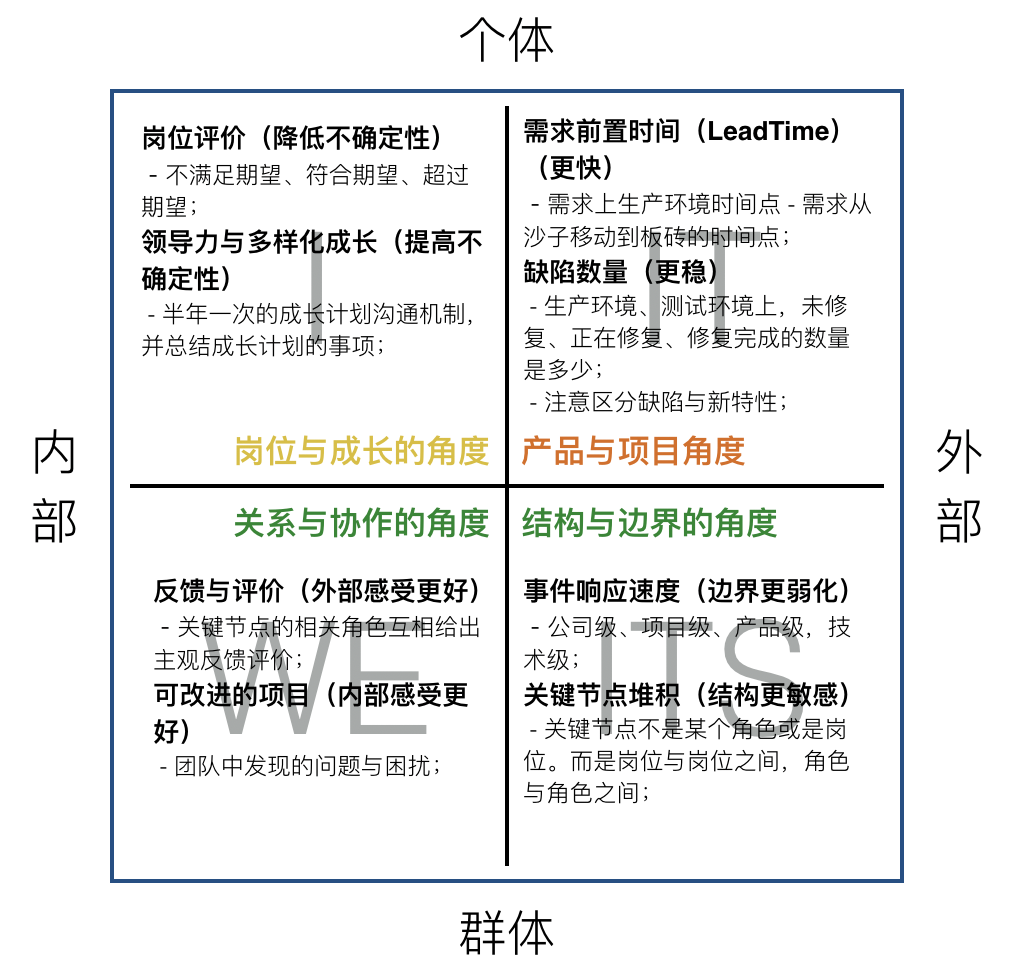 个体
内
部
外
部
岗位评价（降低不确定性）
- 不满足期望、符合期望、超过
期望；
领导力与多样化成长（提高不
确定性）
- 半年一次的成长计划沟通机制，
并总结成长计划的事项；
I
岗位与成长的角度
需求前置时间（LeadTime）
（更快）
- 需求上生产环境时间点 - 需求从
沙子移动到板砖的时间点；
缺陷数量（更稳）
- 生产环境、测试环境上，未修
复、正在修复、修复完成的数量
是多少；
- 注意区分缺陷与新特性；
IT
产品与项目角度
关系与协作的角度
反馈与评价（外部感受更好）
- 关键节点的相关角色互相给出
主观反馈评价；
可改进的项目（内部感受更
好）
- 团队中发现的问题与困扰；
WE
结构与边界的角度
事件响应速度（边界更弱化）
- 公司级、项目级、产品级，技
术级；
关键节点堆积（结构更敏感）
- 关键节点不是某个角色或是岗
位。而是岗位与岗位之间，角色
与角色之间；
ITS
群体